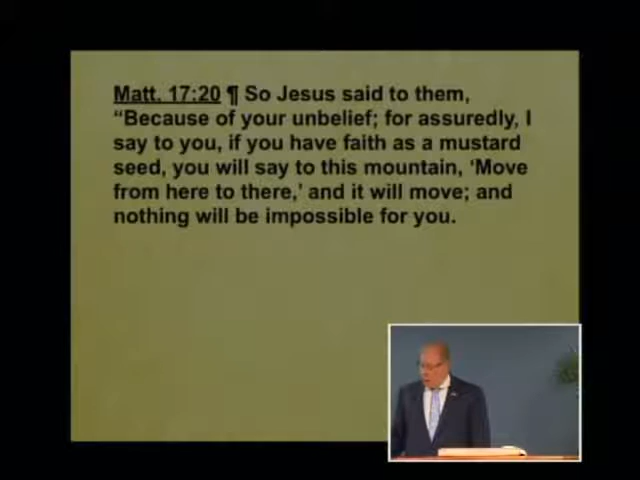 Matt. 17:20 ¶ So Jesus said to them,
“Because of your unbelief; for assuredly, I
say to you, if you have faith as a mustard
seed, you will say to this mountain, ‘Move
from here to there,’ and it will move; and
nothing will be impossible for you.